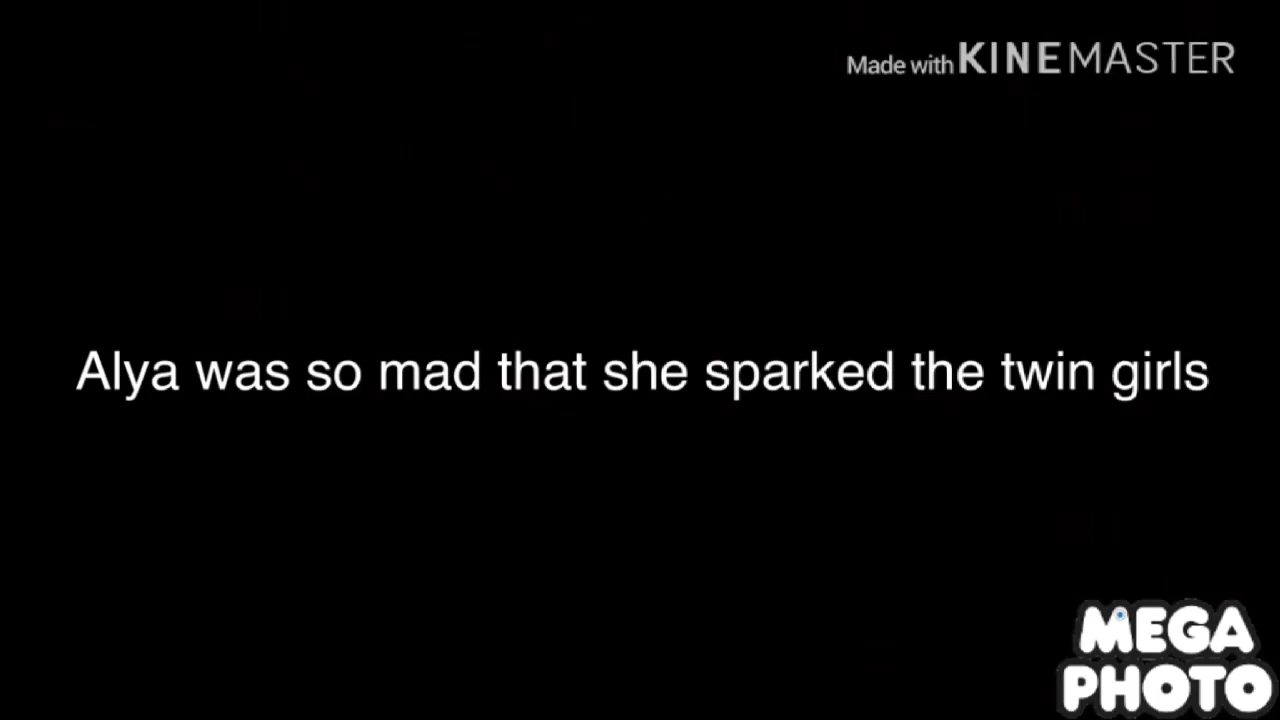 Made with KINEMASTER
Alya was so mad that she sparked the twin girls
MEGA
PHOTO